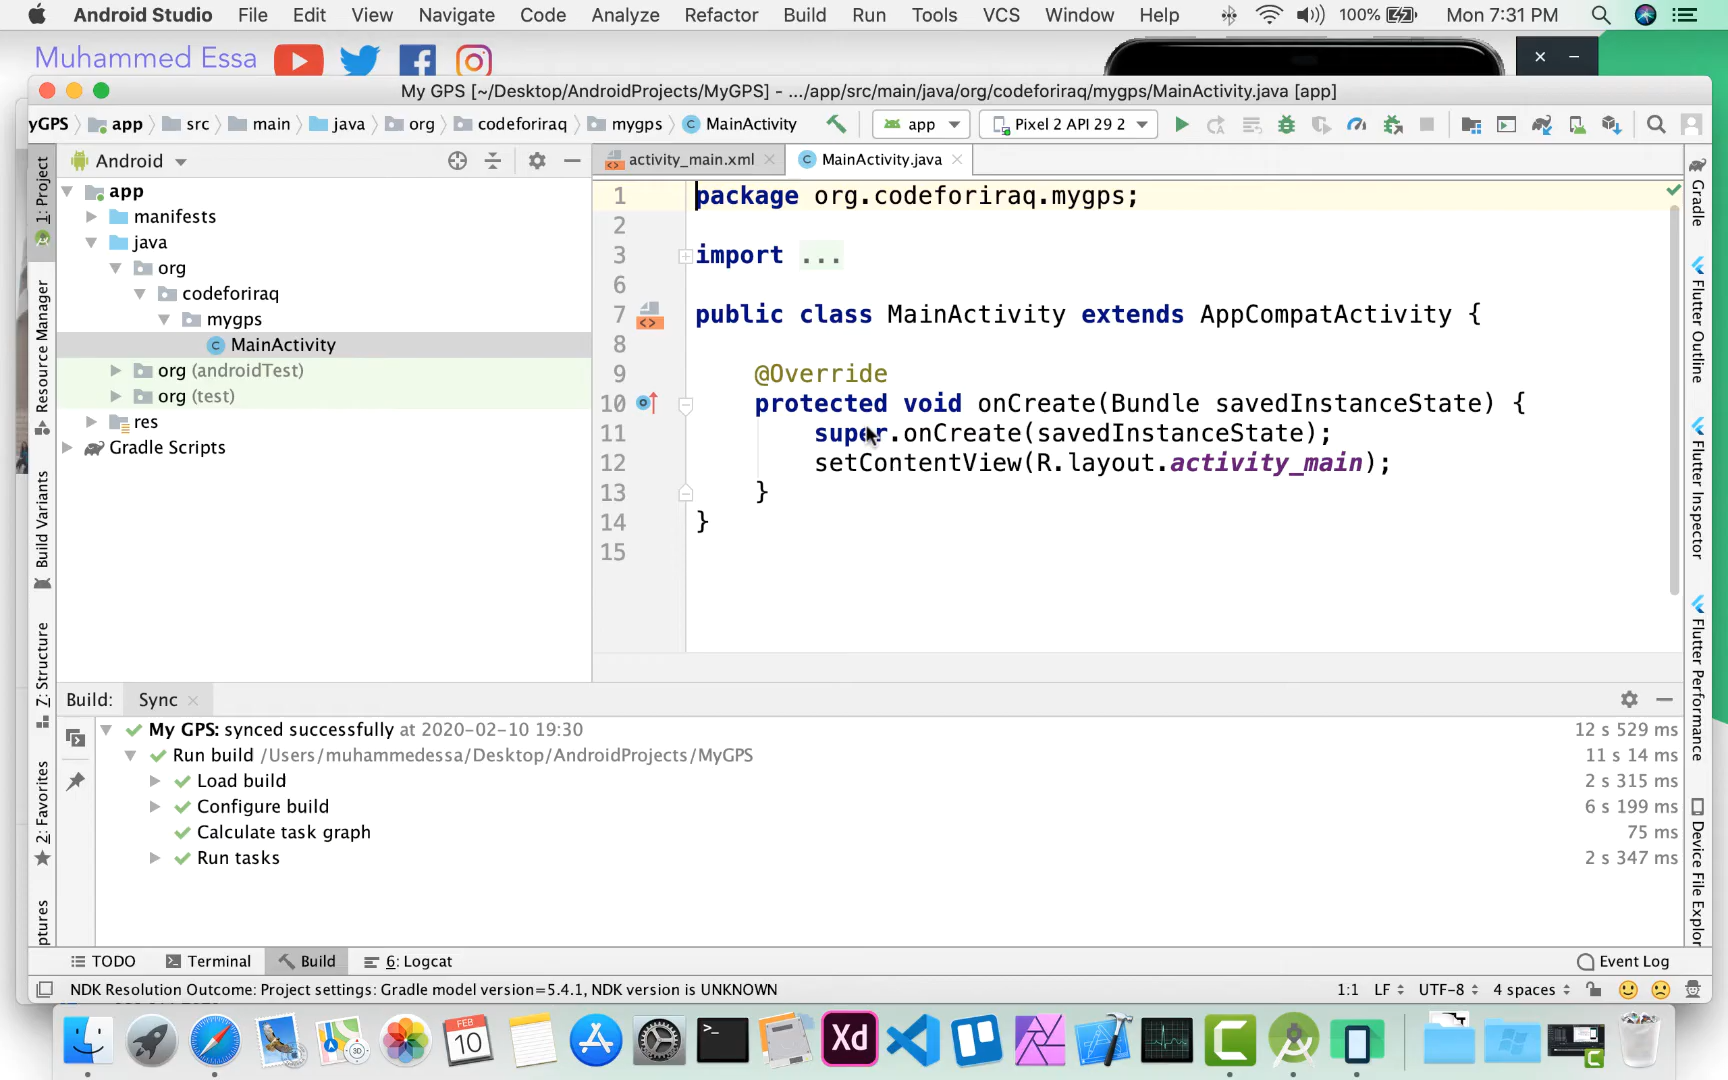 Android Studio File Edit View Navigate Code Analyze Refactor Build Run Tools VCS Window Help 100% Mon 7:31 PM
Muhammed Essa
My GPS [~/Desktop/AndroidProjects/MyGPS] - .../app/src/main/java/org/codeforiraq/mygps/MainActivity.java [app]
yGPS app src main java org codeforiraq mygps MainActivity app Pixel 2 API 29 2
Android
activity_main.xml MainActivity.java
app
manifests
java
org
codeforiraq
mygps
MainActivity
org (androidTest)
org (test)
res
Gradle Scripts
1 package org.codeforiraq.mygps;
2
3 import ...
6
7 public class MainActivity extends AppCompatActivity {
8
9 @Override
10 protected void onCreate(Bundle savedInstanceState) {
11 super.onCreate(savedInstanceState);
12 setContentView(R.layout.activity_main);
13 }
14 }
15
1: Project
Resource Manager
Build Variants
7: Structure
2: Favorites
ptures
Gradle
Flutter Outline
Flutter Inspector
Flutter Performance
Device File Explor
Build: Sync
My GPS: synced successfully at 2020-02-10 19:30 12 s 529 ms
Run build /Users/muhammedessa/Desktop/AndroidProjects/MyGPS 11 s 14 ms
Load build 2 s 315 ms
Configure build 6 s 199 ms
Calculate task graph 75 ms
Run tasks 2 s 347 ms
TODO Terminal Build 6: Logcat Event Log
NDK Resolution Outcome: Project settings: Gradle model version=5.4.1, NDK version is UNKNOWN 1:1 LF UTF-8 4 spaces
FEB
10
3D
Xd